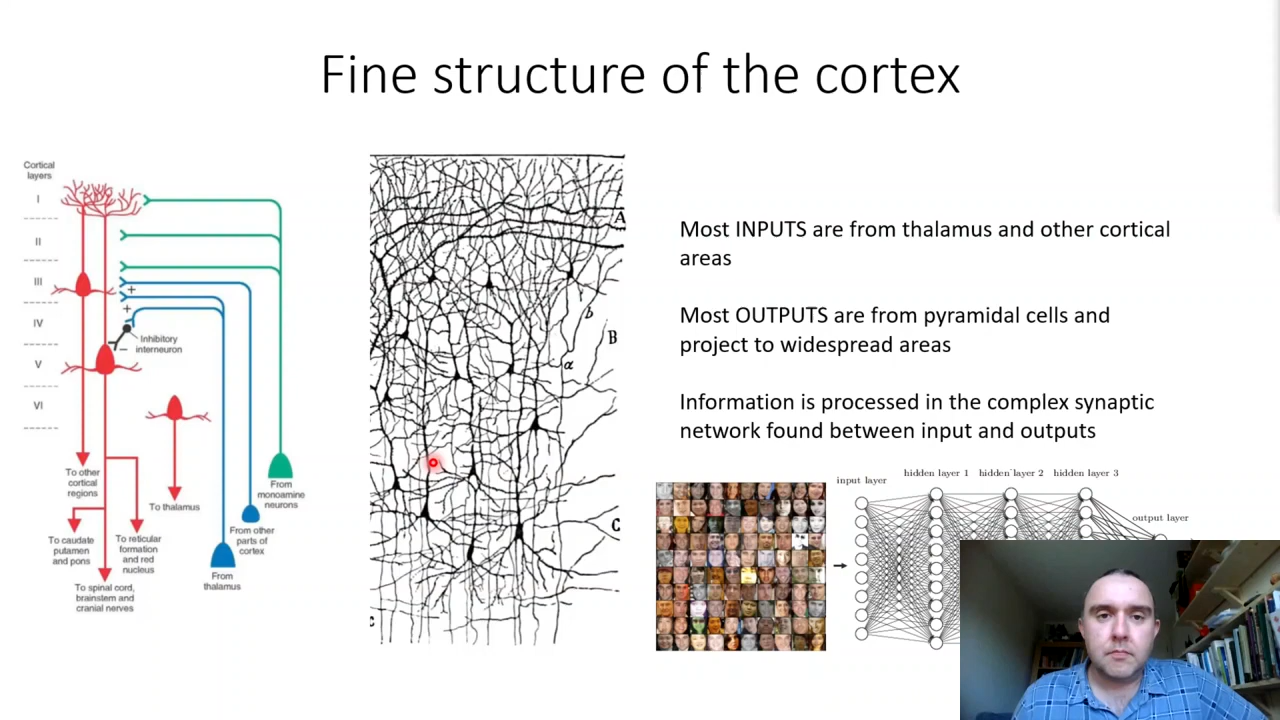 Fine structure of the cortex
Cortical
layers
I
II
III
IV
V
VI
+
+
−
Inhibitory
interneuron
To other
cortical
regions
To thalamus
From
monoamine
neurons
To caudate
putamen
and pons
To reticular
formation
and red
nucleus
From other
parts of
cortex
From
thalamus
To spinal cord,
brainstem and
cranial nerves
A
b
B
a
C
Most INPUTS are from thalamus and other cortical
areas
Most OUTPUTS are from pyramidal cells and
project to widespread areas
Information is processed in the complex synaptic
network found between input and outputs
input layer
hidden layer 1
hidden layer 2
hidden layer 3
output layer